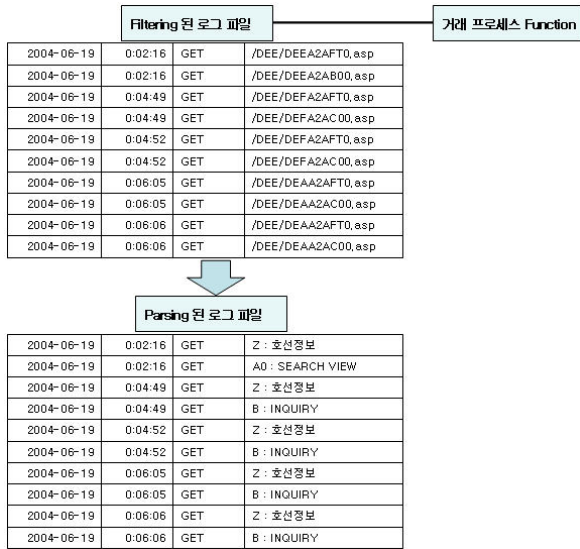 Filtering 된 로그 파일
거래 프로세스 Function
2004-06-19 0:02:16 GET /DEE/DEEA2AFT0.asp
2004-06-19 0:02:16 GET /DEE/DEEA2AB00.asp
2004-06-19 0:04:49 GET /DEE/DEFA2AFT0.asp
2004-06-19 0:04:49 GET /DEE/DEFA2AC00.asp
2004-06-19 0:04:52 GET /DEE/DEFA2AFT0.asp
2004-06-19 0:04:52 GET /DEE/DEFA2AC00.asp
2004-06-19 0:06:05 GET /DEE/DEAA2AFT0.asp
2004-06-19 0:06:05 GET /DEE/DEAA2AC00.asp
2004-06-19 0:06:06 GET /DEE/DEAA2AFT0.asp
2004-06-19 0:06:06 GET /DEE/DEAA2AC00.asp
Parsing 된 로그 파일
2004-06-19 0:02:16 GET Z : 호선정보
2004-06-19 0:02:16 GET A0 : SEARCH VIEW
2004-06-19 0:04:49 GET Z : 호선정보
2004-06-19 0:04:49 GET B : INQUIRY
2004-06-19 0:04:52 GET Z : 호선정보
2004-06-19 0:04:52 GET B : INQUIRY
2004-06-19 0:06:05 GET Z : 호선정보
2004-06-19 0:06:05 GET B : INQUIRY
2004-06-19 0:06:06 GET Z : 호선정보
2004-06-19 0:06:06 GET B : INQUIRY